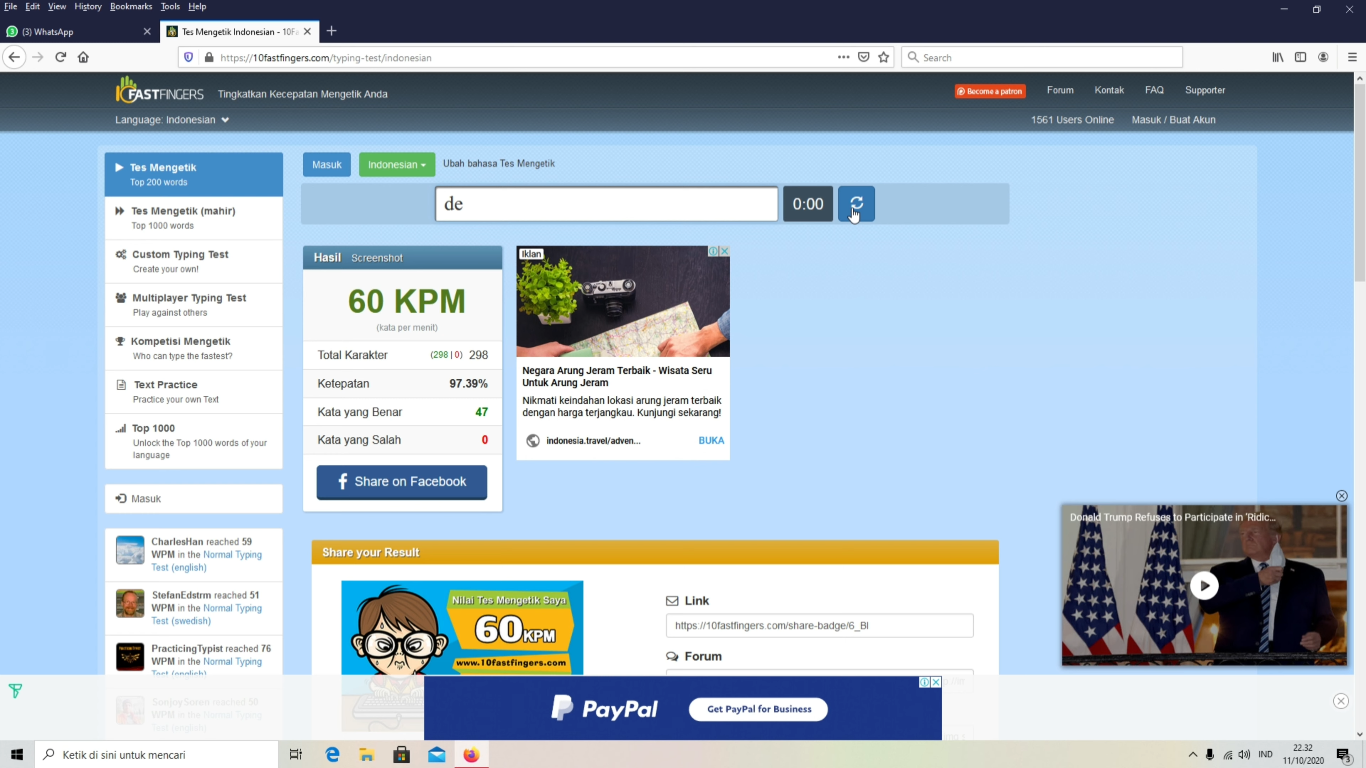 File Edit View History Bookmarks Tools Help
(3) WhatsApp
Tes Mengetik Indonesian - 10Fa
https://10fastfingers.com/typing-test/indonesian
Search
10FASTFINGERS Tingkatkan Kecepatan Mengetik Anda
Become a patron Forum Kontak FAQ Supporter
Language: Indonesian
1561 Users Online Masuk / Buat Akun
Tes Mengetik
Top 200 words
Tes Mengetik (mahir)
Top 1000 words
Custom Typing Test
Create your own!
Multiplayer Typing Test
Play against others
Kompetisi Mengetik
Who can type the fastest?
Text Practice
Practice your own Text
Top 1000
Unlock the Top 1000 words of your
language
Masuk
CharlesHan reached 59
WPM in the Normal Typing
Test (english)
StefanEdstrm reached 51
WPM in the Normal Typing
Test (swedish)
PracticingTypist reached 76
WPM in the Normal Typing
Test (english)
SonjoySoren reached 50
WPM in the Normal Typing
Test (english)
Masuk Indonesian Ubah bahasa Tes Mengetik
de 0:00
Hasil Screenshot
60 KPM
(kata per menit)
Total Karakter (298 | 0) 298
Ketepatan 97.39%
Kata yang Benar 47
Kata yang Salah 0
Share on Facebook
Iklan
Negara Arung Jeram Terbaik - Wisata Seru
Untuk Arung Jeram
Nikmati keindahan lokasi arung jeram terbaik
dengan harga terjangkau. Kunjungi sekarang!
indonesia.travel/adven... BUKA
Share your Result
Nilai Tes Mengetik Saya
60 KPM
www.10fastfingers.com
Link
https://10fastfingers.com/share-badge/6_BI
Forum
Donald Trump Refuses to Participate in 'Ridic...
PayPal Get PayPal for Business
Ketik di sini untuk mencari
IND
22.32
11/10/2020
3